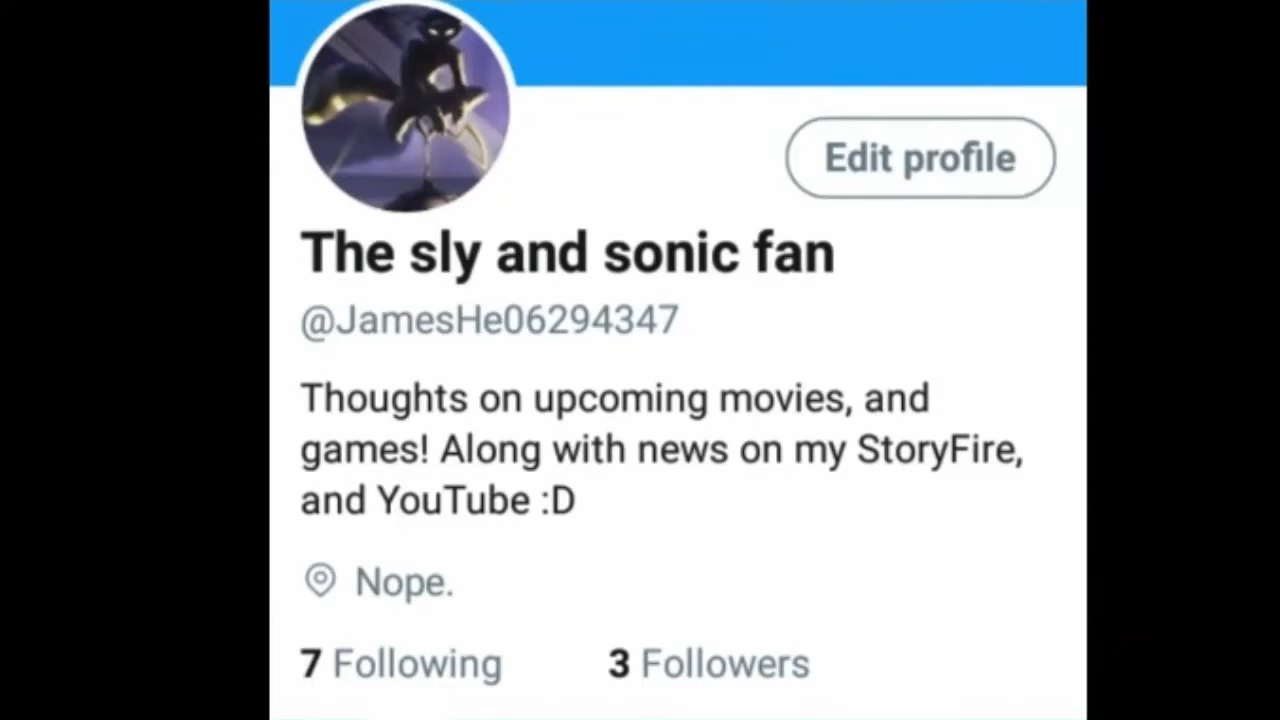 Edit profile
The sly and sonic fan
@JamesHe06294347
Thoughts on upcoming movies, and
games! Along with news on my StoryFire,
and YouTube :D
Nope.
7 Following 3 Followers